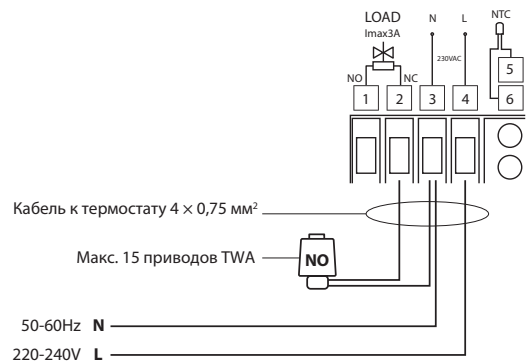 LOAD
Imax3A
N
L
NTC
230VAC
NO
NC
5
1
2
3
4
6
Кабель к термостату 4 × 0,75 мм²
Макс. 15 приводов TWA
NO
50-60Hz N
220-240V L